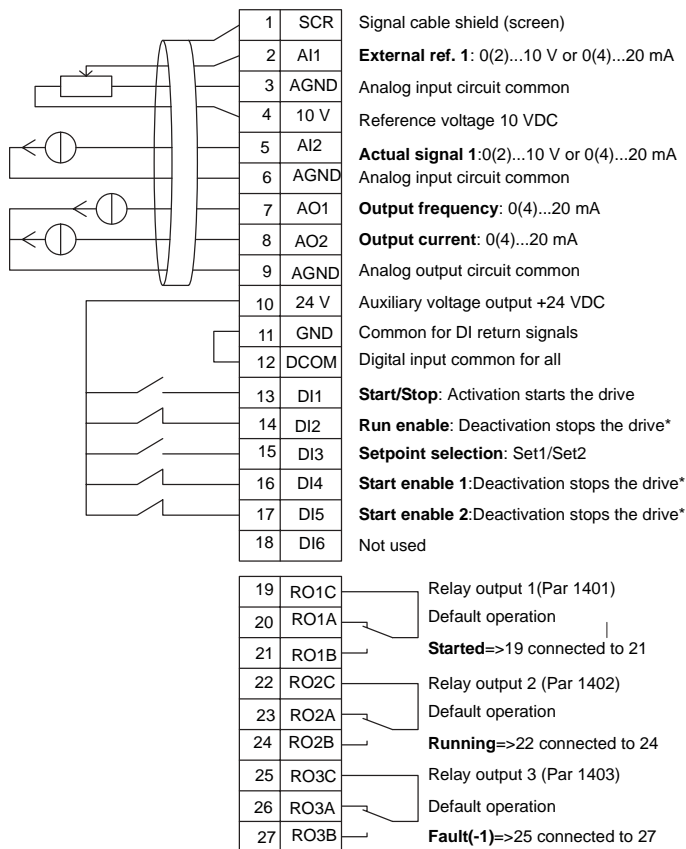 1 SCR Signal cable shield (screen)
2 AI1 External ref. 1: 0(2)...10 V or 0(4)...20 mA
3 AGND Analog input circuit common
4 10 V Reference voltage 10 VDC
5 AI2 Actual signal 1:0(2)...10 V or 0(4)...20 mA
6 AGND Analog input circuit common
7 AO1 Output frequency: 0(4)...20 mA
8 AO2 Output current: 0(4)...20 mA
9 AGND Analog output circuit common
10 24 V Auxiliary voltage output +24 VDC
11 GND Common for DI return signals
12 DCOM Digital input common for all
13 DI1 Start/Stop: Activation starts the drive
14 DI2 Run enable: Deactivation stops the drive*
15 DI3 Setpoint selection: Set1/Set2
16 DI4 Start enable 1:Deactivation stops the drive*
17 DI5 Start enable 2:Deactivation stops the drive*
18 DI6 Not used
19 RO1C Relay output 1(Par 1401)
20 RO1A Default operation
21 RO1B Started=>19 connected to 21
22 RO2C Relay output 2 (Par 1402)
23 RO2A Default operation
24 RO2B Running=>22 connected to 24
25 RO3C Relay output 3 (Par 1403)
26 RO3A Default operation
27 RO3B Fault(-1)=>25 connected to 27